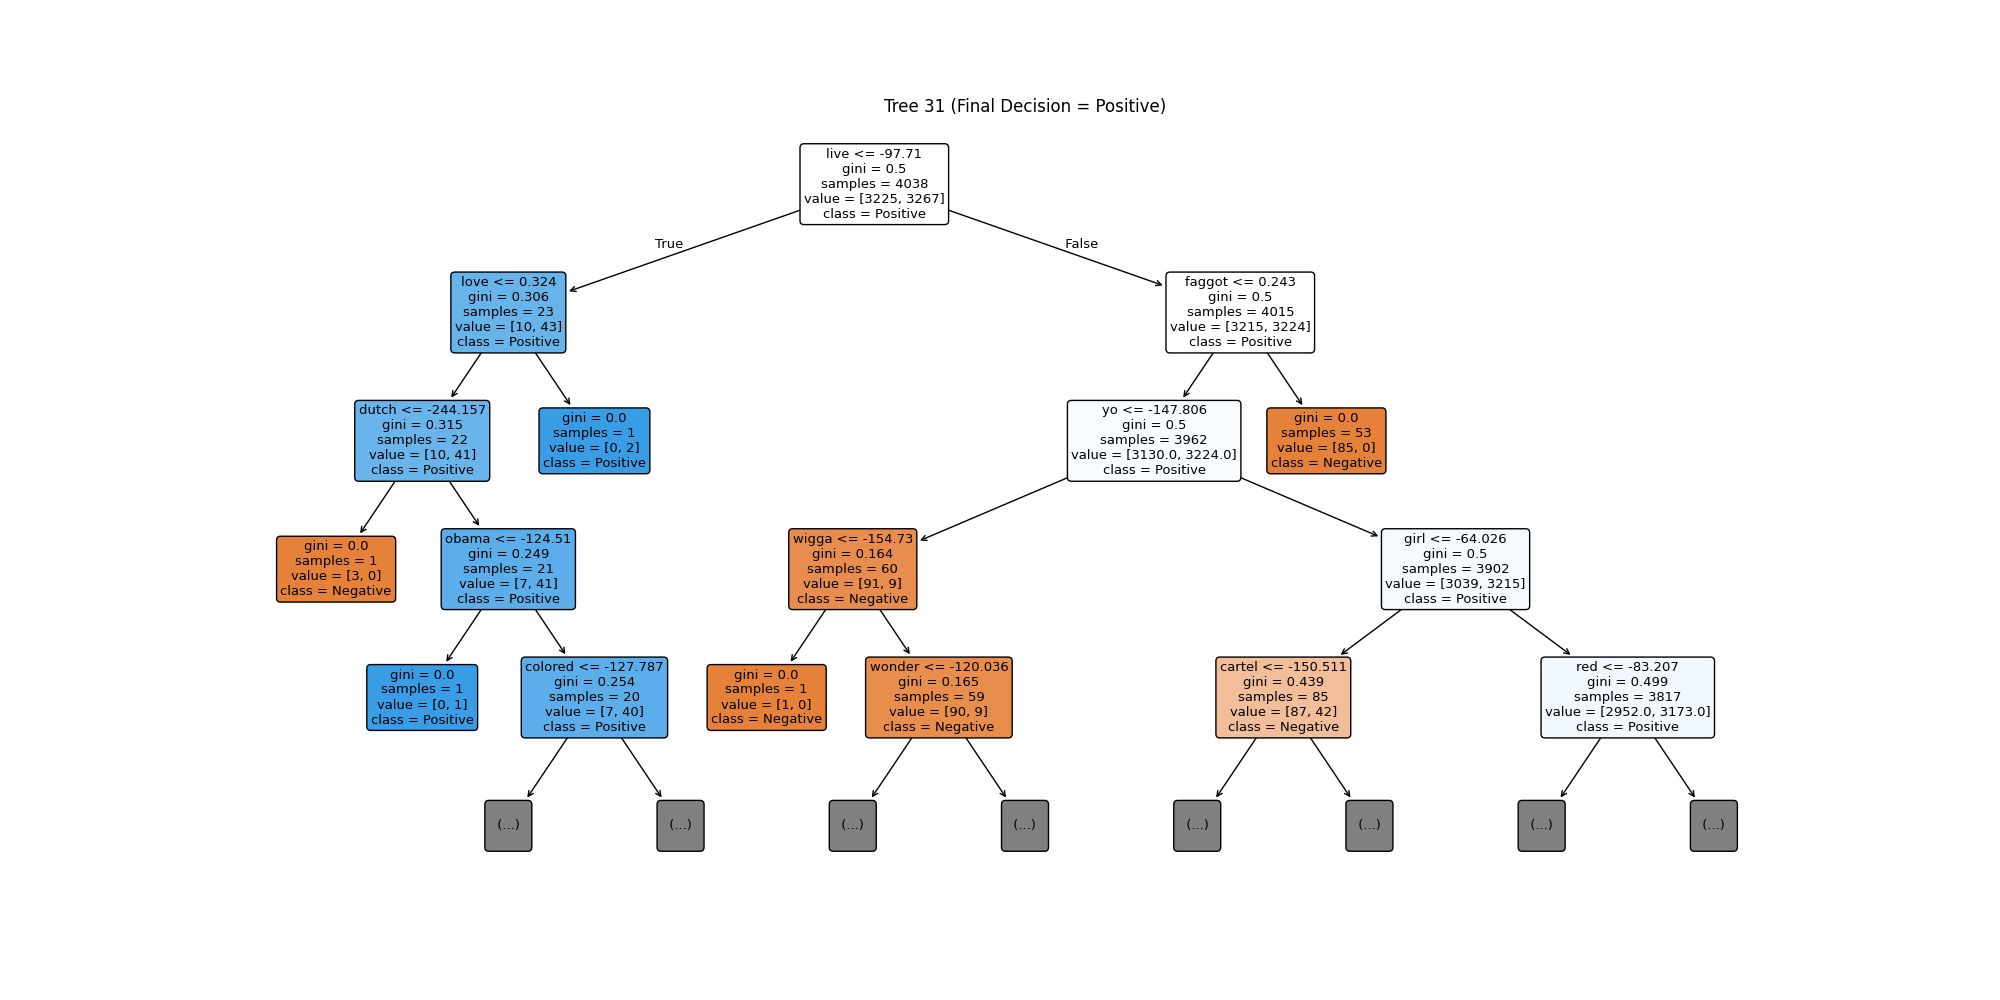 Tree 31 (Final Decision = Positive)
live <= -97.71
gini = 0.5
samples = 4038
value = [3225, 3267]
class = Positive
True
False
love <= 0.324
gini = 0.306
samples = 23
value = [10, 43]
class = Positive
faggot <= 0.243
gini = 0.5
samples = 4015
value = [3215, 3224]
class = Positive
dutch <= -244.157
gini = 0.315
samples = 22
value = [10, 41]
class = Positive
gini = 0.0
samples = 1
value = [0, 2]
class = Positive
yo <= -147.806
gini = 0.5
samples = 3962
value = [3130.0, 3224.0]
class = Positive
gini = 0.0
samples = 53
value = [85, 0]
class = Negative
gini = 0.0
samples = 1
value = [3, 0]
class = Negative
obama <= -124.51
gini = 0.249
samples = 21
value = [7, 41]
class = Positive
wigga <= -154.73
gini = 0.164
samples = 60
value = [91, 9]
class = Negative
girl <= -64.026
gini = 0.5
samples = 3902
value = [3039, 3215]
class = Positive
gini = 0.0
samples = 1
value = [0, 1]
class = Positive
colored <= -127.787
gini = 0.254
samples = 20
value = [7, 40]
class = Positive
gini = 0.0
samples = 1
value = [1, 0]
class = Negative
wonder <= -120.036
gini = 0.165
samples = 59
value = [90, 9]
class = Negative
cartel <= -150.511
gini = 0.439
samples = 85
value = [87, 42]
class = Negative
red <= -83.207
gini = 0.499
samples = 3817
value = [2952.0, 3173.0]
class = Positive
(...)
(...)
(...)
(...)
(...)
(...)
(...)
(...)